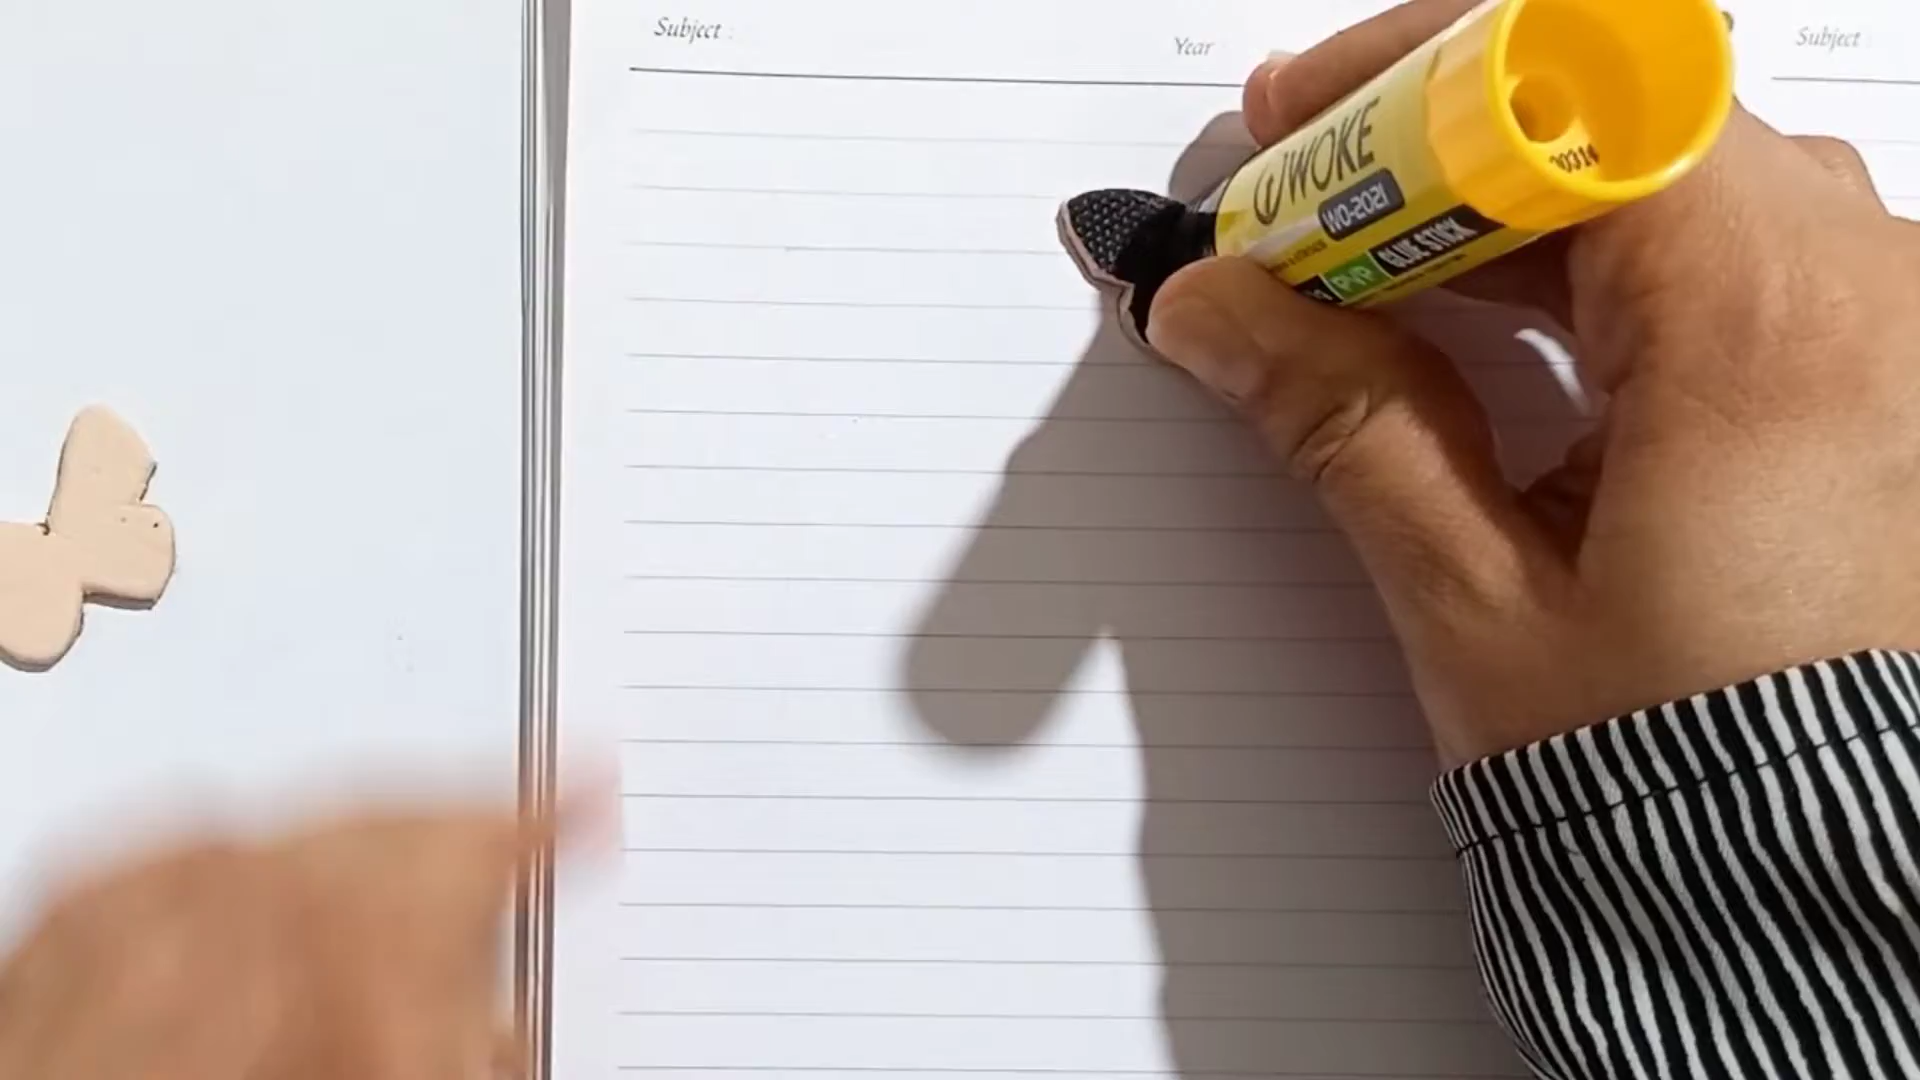 Subject :
Year
Subject :
WOKE
WO-2021
PVP
GLUE STICK